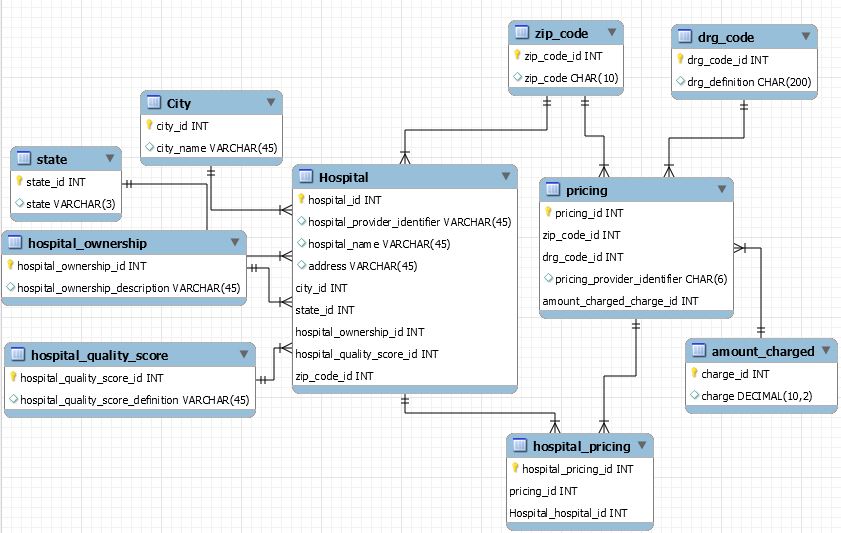 zip_code
zip_code_id INT
zip_code CHAR(10)
drg_code
drg_code_id INT
drg_definition CHAR(200)
City
city_id INT
city_name VARCHAR(45)
state
state_id INT
state VARCHAR(3)
Hospital
hospital_id INT
hospital_provider_identifier VARCHAR(45)
hospital_name VARCHAR(45)
address VARCHAR(45)
city_id INT
state_id INT
hospital_ownership_id INT
hospital_quality_score_id INT
zip_code_id INT
pricing
pricing_id INT
zip_code_id INT
drg_code_id INT
pricing_provider_identifier CHAR(6)
amount_charged_charge_id INT
hospital_ownership
hospital_ownership_id INT
hospital_ownership_description VARCHAR(45)
hospital_quality_score
hospital_quality_score_id INT
hospital_quality_score_definition VARCHAR(45)
amount_charged
charge_id INT
charge DECIMAL(10,2)
hospital_pricing
hospital_pricing_id INT
pricing_id INT
Hospital_hospital_id INT